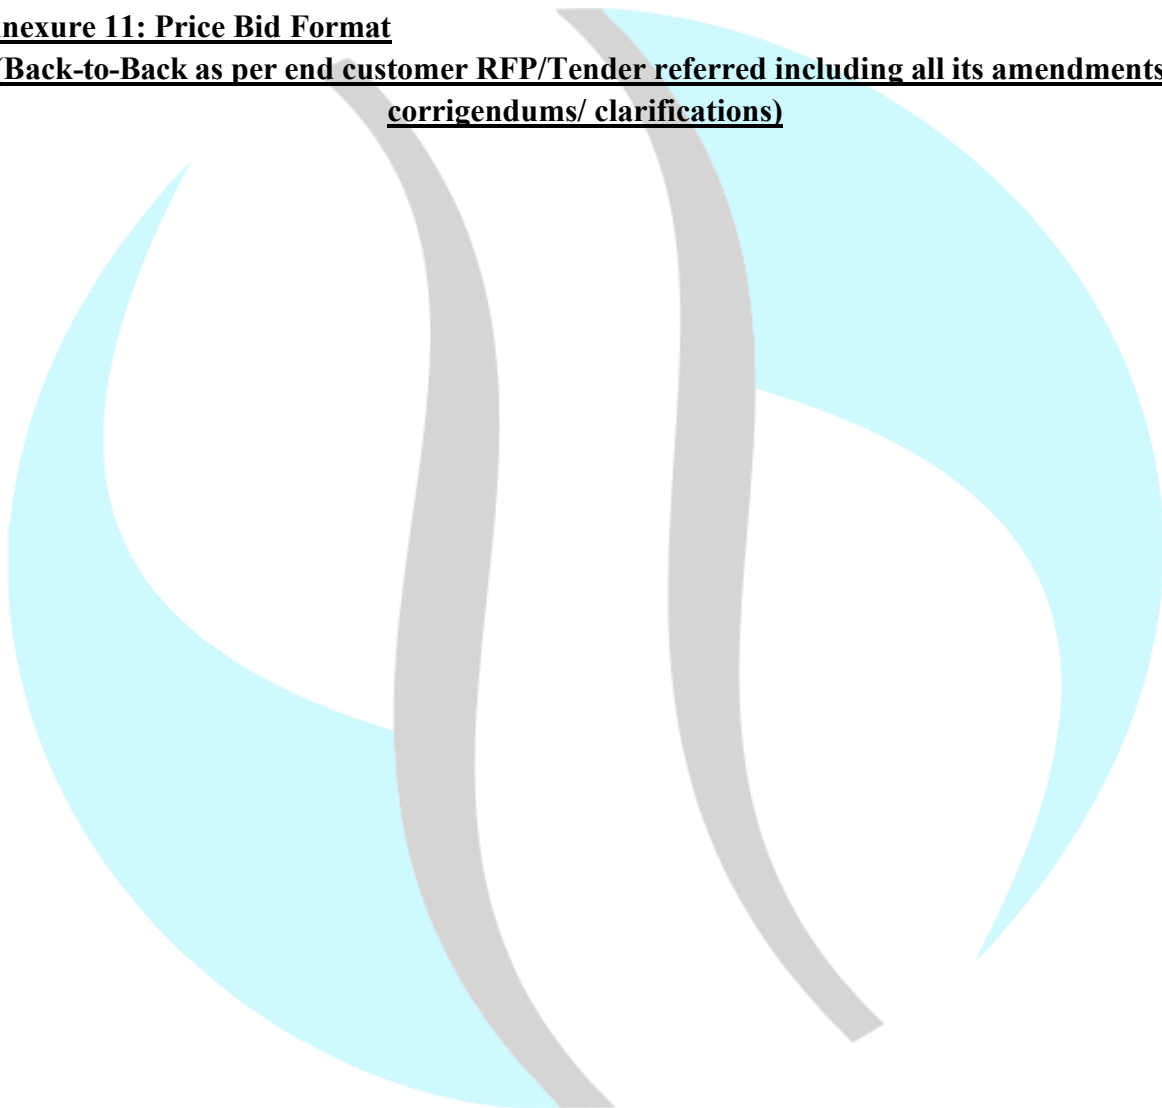 nexure 11: Price Bid Format
(Back-to-Back as per end customer RFP/Tender referred including all its amendments
corrigendums/ clarifications)